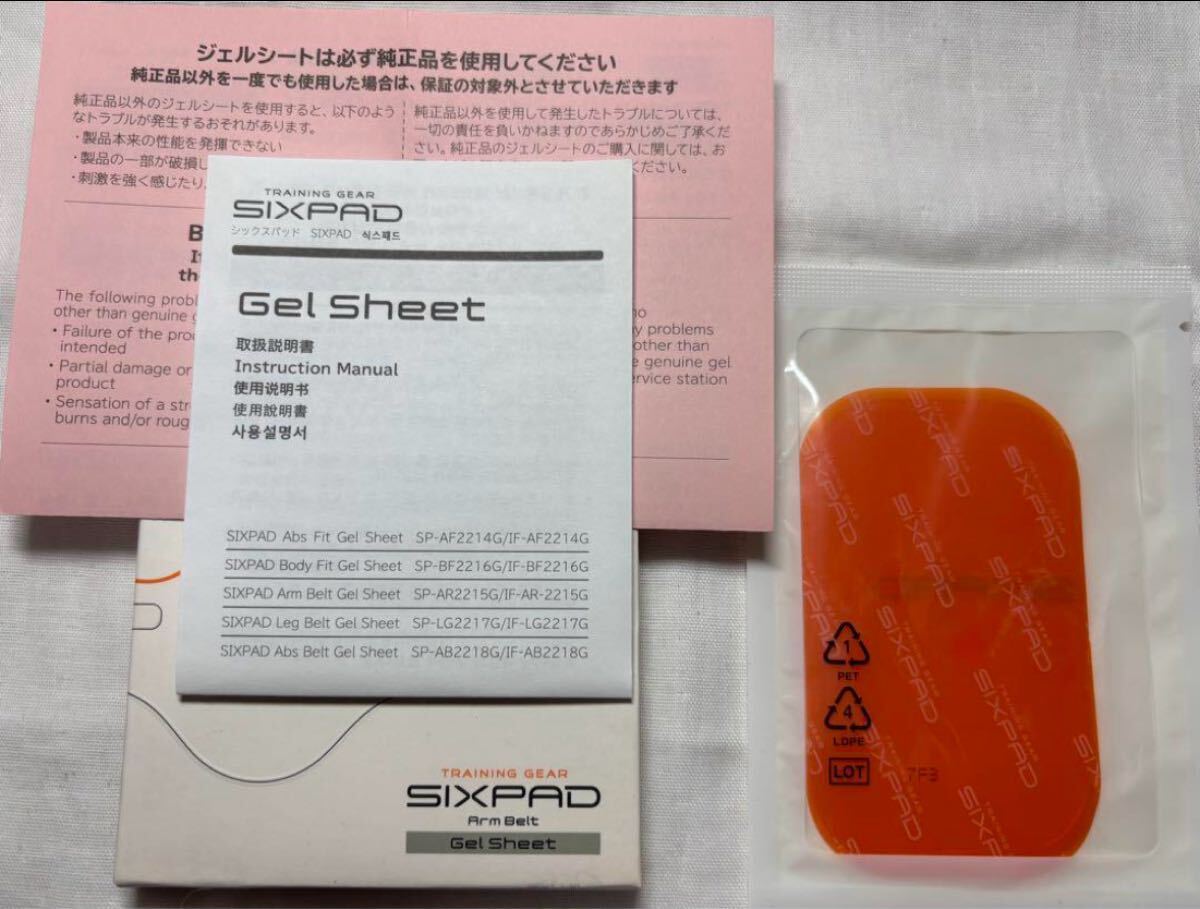 ジェルシートは必ず純正品を使用してください
純正品以外を一度でも使用した場合は、保証の対象外とさせていただきます
純正品以外のジェルシートを使用すると、以下のよう
なトラブルが発生するおそれがあります。
・製品本来の性能を発揮できない
・製品の一部が破損し
・刺激を強く感じたり、
純正品以外を使用して発生したトラブルについては、
一切の責任を負いかねますのであらかじめご了承くだ
さい。純正品のジェルシートのご購入に関しては、お
ください。
The following probl
other than genuine g
• Failure of the pro
intended
• Partial damage or
product
• Sensation of a str
burns and/or roug
y problems
other than
genuine gel
ervice station
TRAINING GEAR
SIXPAD
シックスパッド SIXPAD 식스패드
Gel Sheet
取扱説明書
Instruction Manual
使用说明书
使用說明書
사용설명서
SIXPAD Abs Fit Gel Sheet SP-AF2214G/IF-AF2214G
SIXPAD Body Fit Gel Sheet SP-BF2216G/IF-BF2216G
SIXPAD Arm Belt Gel Sheet SP-AR2215G/IF-AR-2215G
SIXPAD Leg Belt Gel Sheet SP-LG2217G/IF-LG2217G
SIXPAD Abs Belt Gel Sheet SP-AB2218G/IF-AB2218G
TRAINING GEAR
SIXPAD
Arm Belt
Gel Sheet
TRAINING GEAR
SIXPAD
1
PET
4
LDPE
LOT 7F3